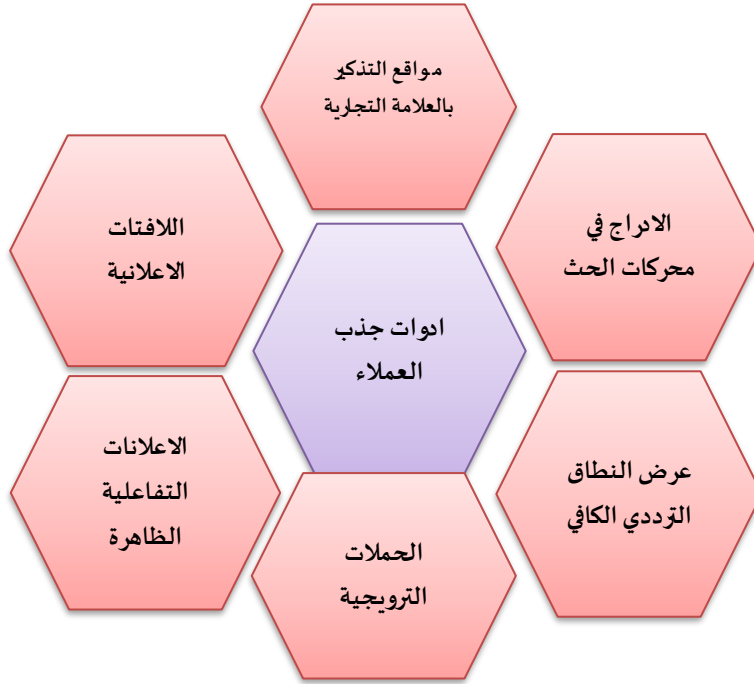 مواقع التذكير
بالعلامة التجارية
الادراج في
محركات الحث
اللافتات
الاعلانية
ادوات جذب
العملاء
عرض النطاق
الترددي الكافي
الاعلانات
التفاعلية
الظاهرة
الحملات
الترويجية